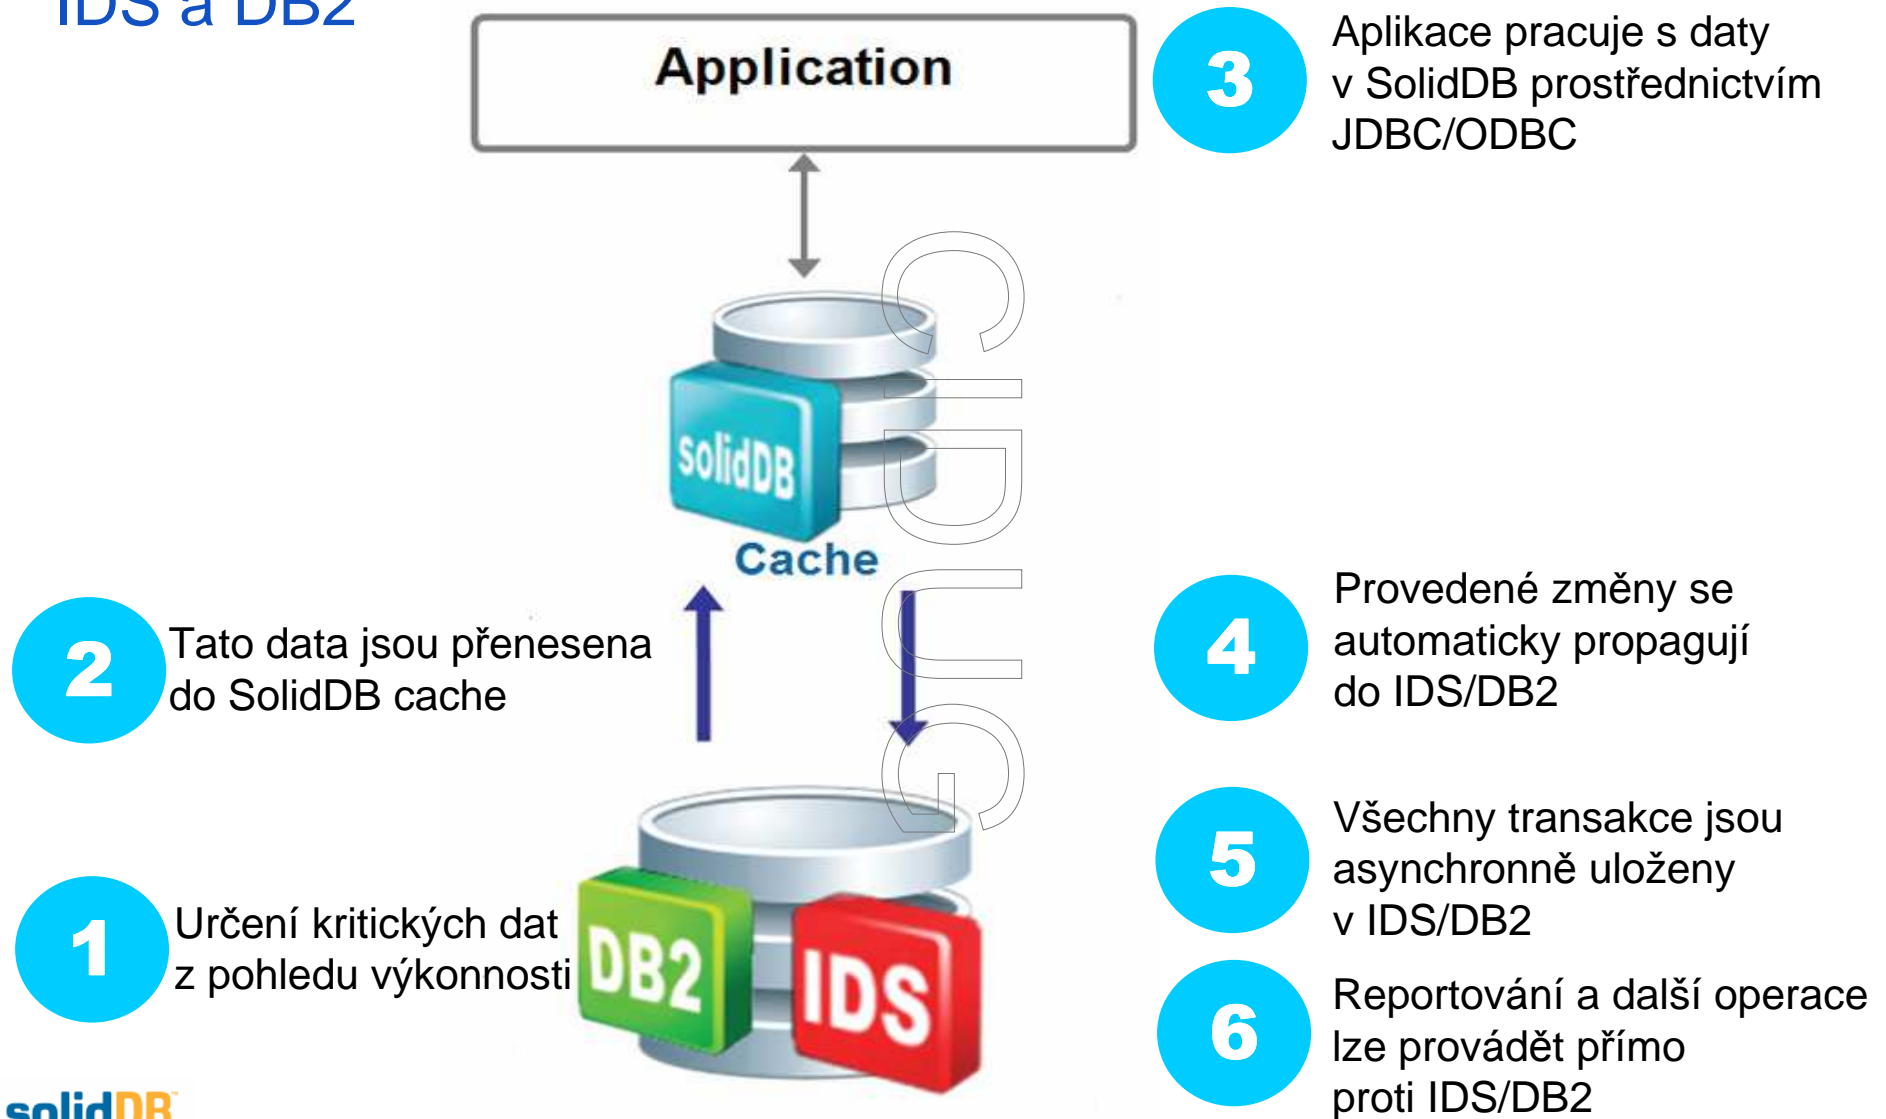 IDS a DB2
Application
3
Aplikace pracuje s daty
v SolidDB prostřednictvím
JDBC/ODBC
solidDB
Cache
CIDUG
2
Tato data jsou přenesena
do SolidDB cache
4
Provedené změny se
automaticky propagují
do IDS/DB2
5
Všechny transakce jsou
asynchronně uloženy
v IDS/DB2
1
Určení kritických dat
z pohledu výkonnosti
DB2
IDS
6
Reportování a další operace
lze provádět přímo
proti IDS/DB2
solidDB